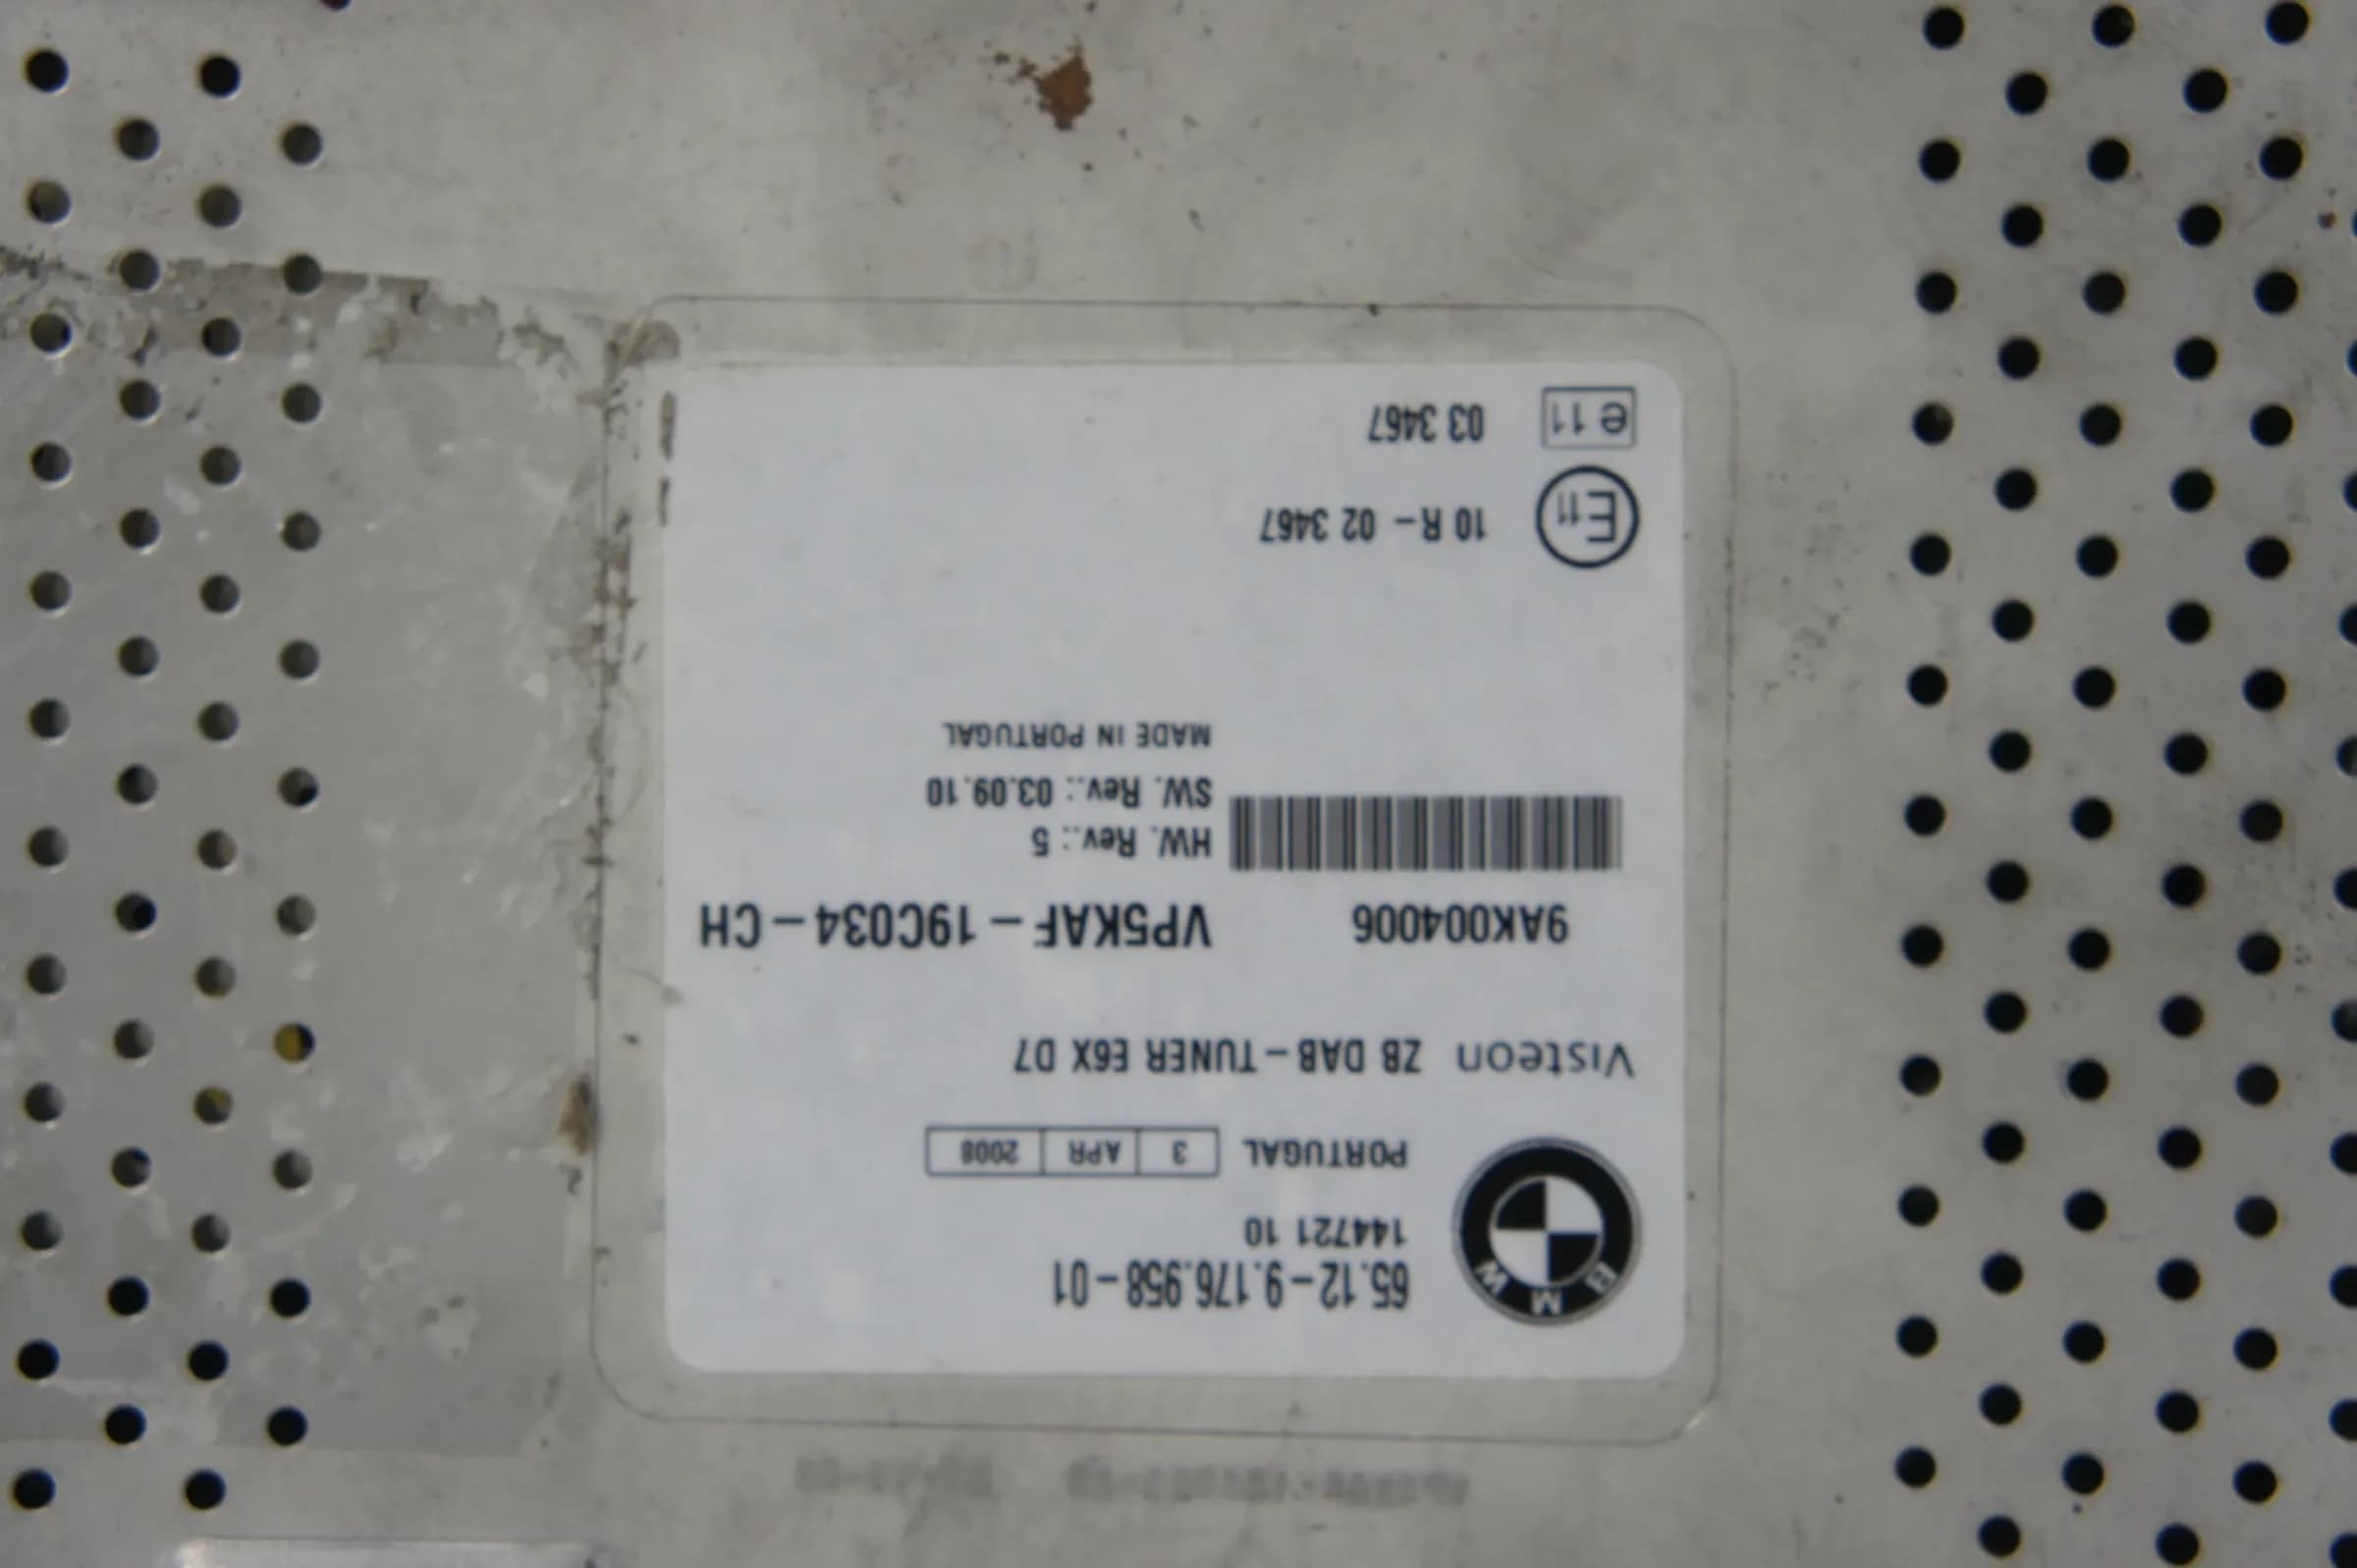 65.12-9.176.958-01
144721 10
BMW
PORTUGAL 3 APR 2008
Visteon ZB DAB-TUNER E6X D7
9AK004006 VP5KAF-19C034-CH
HW. Rev.: 5
SW. Rev.: 03.09.10
MADE IN PORTUGAL
E11 10 R-02 3467
e11 03 3467